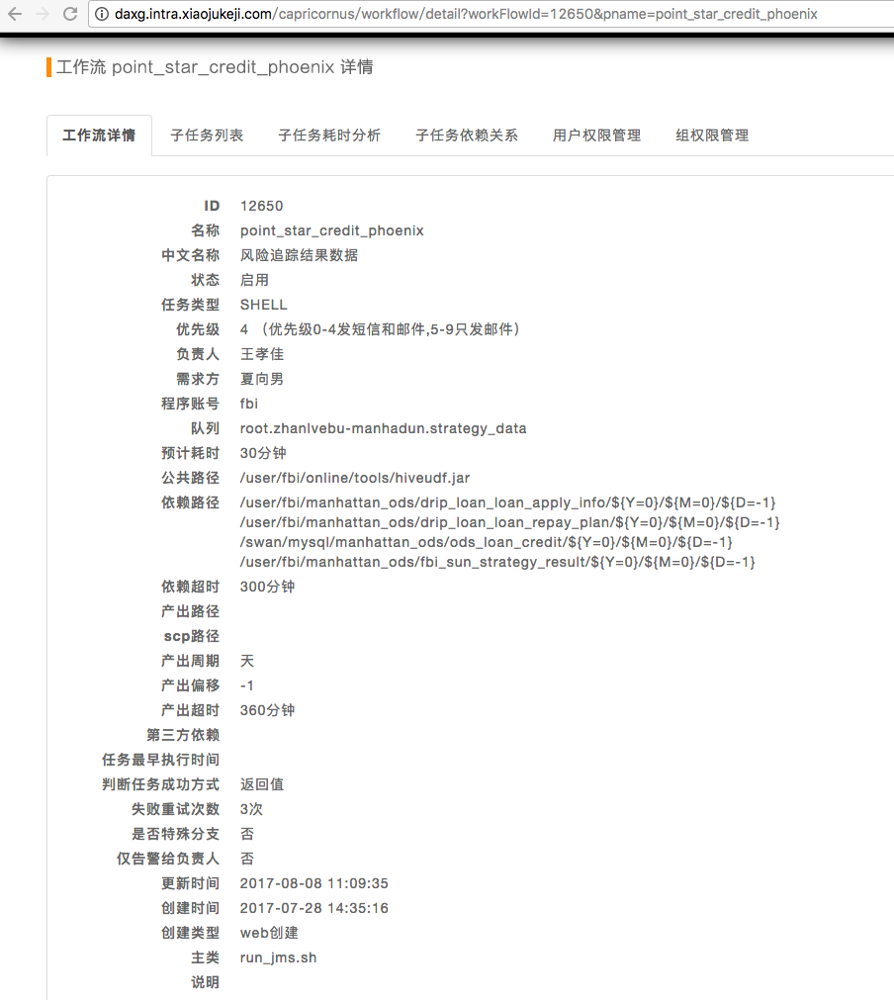 daxg.intra.xiaojukeji.com/capricornus/workflow/detail?workFlowId=12650&pname=point_star_credit_phoenix
工作流 point_star_credit_phoenix 详情
工作流详情 子任务列表 子任务耗时分析 子任务依赖关系 用户权限管理 组权限管理
ID 12650
名称 point_star_credit_phoenix
中文名称 风险追踪结果数据
状态 启用
任务类型 SHELL
优先级 4 （优先级0-4发短信和邮件,5-9只发邮件）
负责人 王孝佳
需求方 夏向男
程序账号 fbi
队列 root.zhanlvebu-manhadun.strategy_data
预计耗时 30分钟
公共路径 /user/fbi/online/tools/hiveudf.jar
依赖路径 /user/fbi/manhattan_ods/drip_loan_loan_apply_info/${Y=0}/${M=0}/${D=-1}
/user/fbi/manhattan_ods/drip_loan_loan_repay_plan/${Y=0}/${M=0}/${D=-1}
/swan/mysql/manhattan_ods/ods_loan_credit/${Y=0}/${M=0}/${D=-1}
/user/fbi/manhattan_ods/fbi_sun_strategy_result/${Y=0}/${M=0}/${D=-1}
依赖超时 300分钟
产出路径
scp路径
产出周期 天
产出偏移 -1
产出超时 360分钟
第三方依赖
任务最早执行时间
判断任务成功方式 返回值
失败重试次数 3次
是否特殊分支 否
仅告警给负责人 否
更新时间 2017-08-08 11:09:35
创建时间 2017-07-28 14:35:16
创建类型 web创建
主类 run_jms.sh
说明